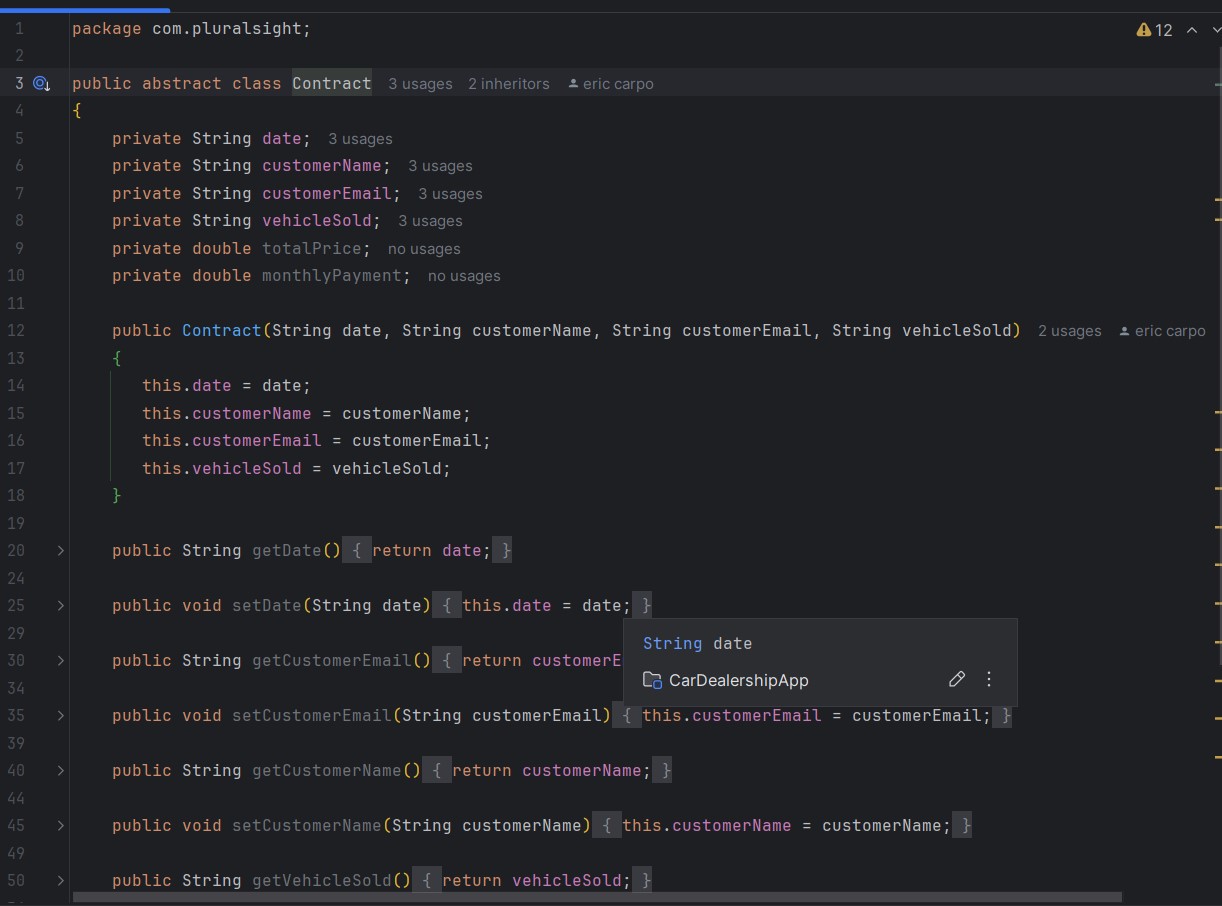 1 package com.pluralsight; 12
2
3 public abstract class Contract 3 usages 2 inheritors eric carpo
4 {
5 private String date; 3 usages
6 private String customerName; 3 usages
7 private String customerEmail; 3 usages
8 private String vehicleSold; 3 usages
9 private double totalPrice; no usages
10 private double monthlyPayment; no usages
11
12 public Contract(String date, String customerName, String customerEmail, String vehicleSold) 2 usages eric carpo
13 {
14 this.date = date;
15 this.customerName = customerName;
16 this.customerEmail = customerEmail;
17 this.vehicleSold = vehicleSold;
18 }
19
20 public String getDate() { return date; }
24
25 public void setDate(String date) { this.date = date; }
29
String date
30 public String getCustomerEmail() { return customerE
CarDealershipApp
34
35 public void setCustomerEmail(String customerEmail) { this.customerEmail = customerEmail; }
39
40 public String getCustomerName() { return customerName; }
44
45 public void setCustomerName(String customerName) { this.customerName = customerName; }
49
50 public String getVehicleSold() { return vehicleSold; }